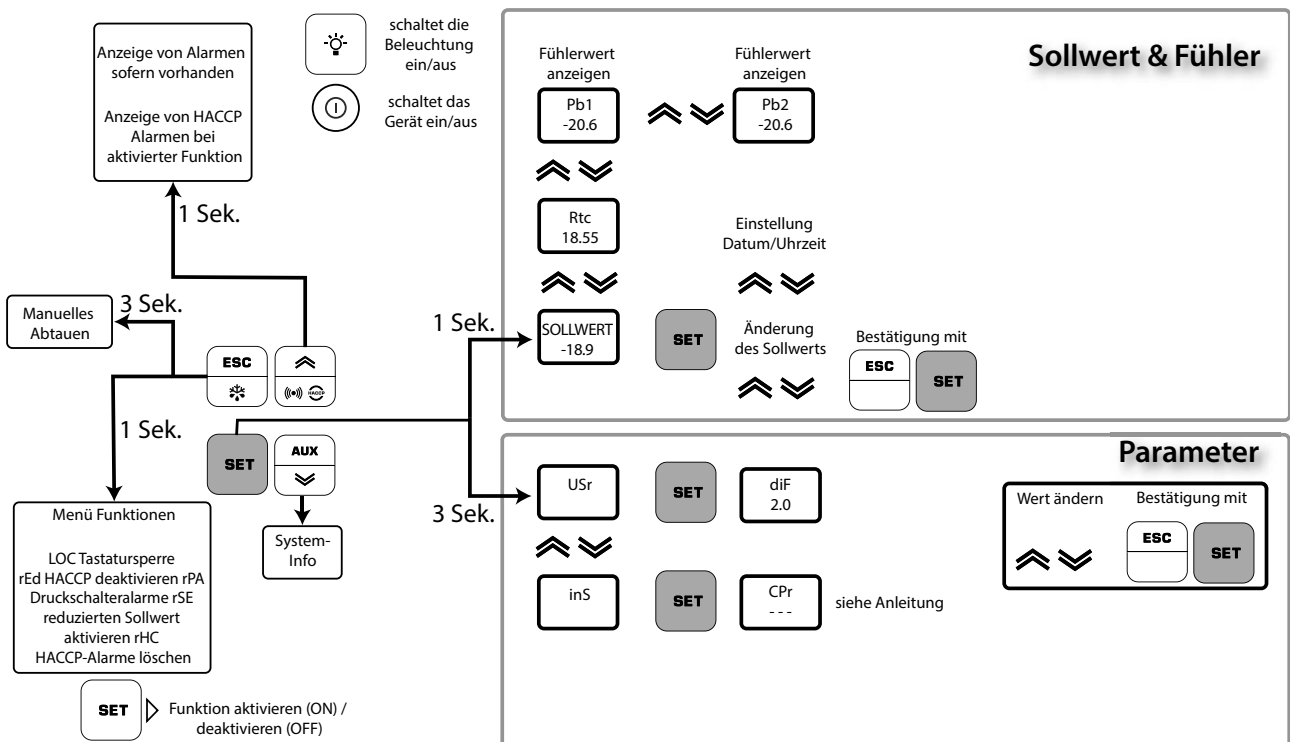 Anzeige von Alarmen
sofern vorhanden
Anzeige von HACCP
Alarmen bei
aktivierter Funktion
schaltet die
Beleuchtung
ein/aus
schaltet das
Gerät ein/aus
1 Sek.
3 Sek.
Manuelles
Abtauen
ESC
HACCP
1 Sek.
SET
AUX
System-
Info
Menü Funktionen
LOC Tastatursperre
rEd HACCP deaktivieren rPA
Druckschalteralarme rSE
reduzierten Sollwert
aktivieren rHC
HACCP-Alarme löschen
SET
Funktion aktivieren (ON) /
deaktivieren (OFF)
Sollwert & Fühler
Fühlerwert
anzeigen
Pb1
-20.6
Fühlerwert
anzeigen
Pb2
-20.6
Rtc
18.55
Einstellung
Datum/Uhrzeit
1 Sek.
SOLLWERT
-18.9
SET
Änderung
des Sollwerts
Bestätigung mit
ESC
SET
Parameter
3 Sek.
USr
SET
diF
2.0
inS
SET
CPr
- - -
siehe Anleitung
Wert ändern
Bestätigung mit
ESC
SET